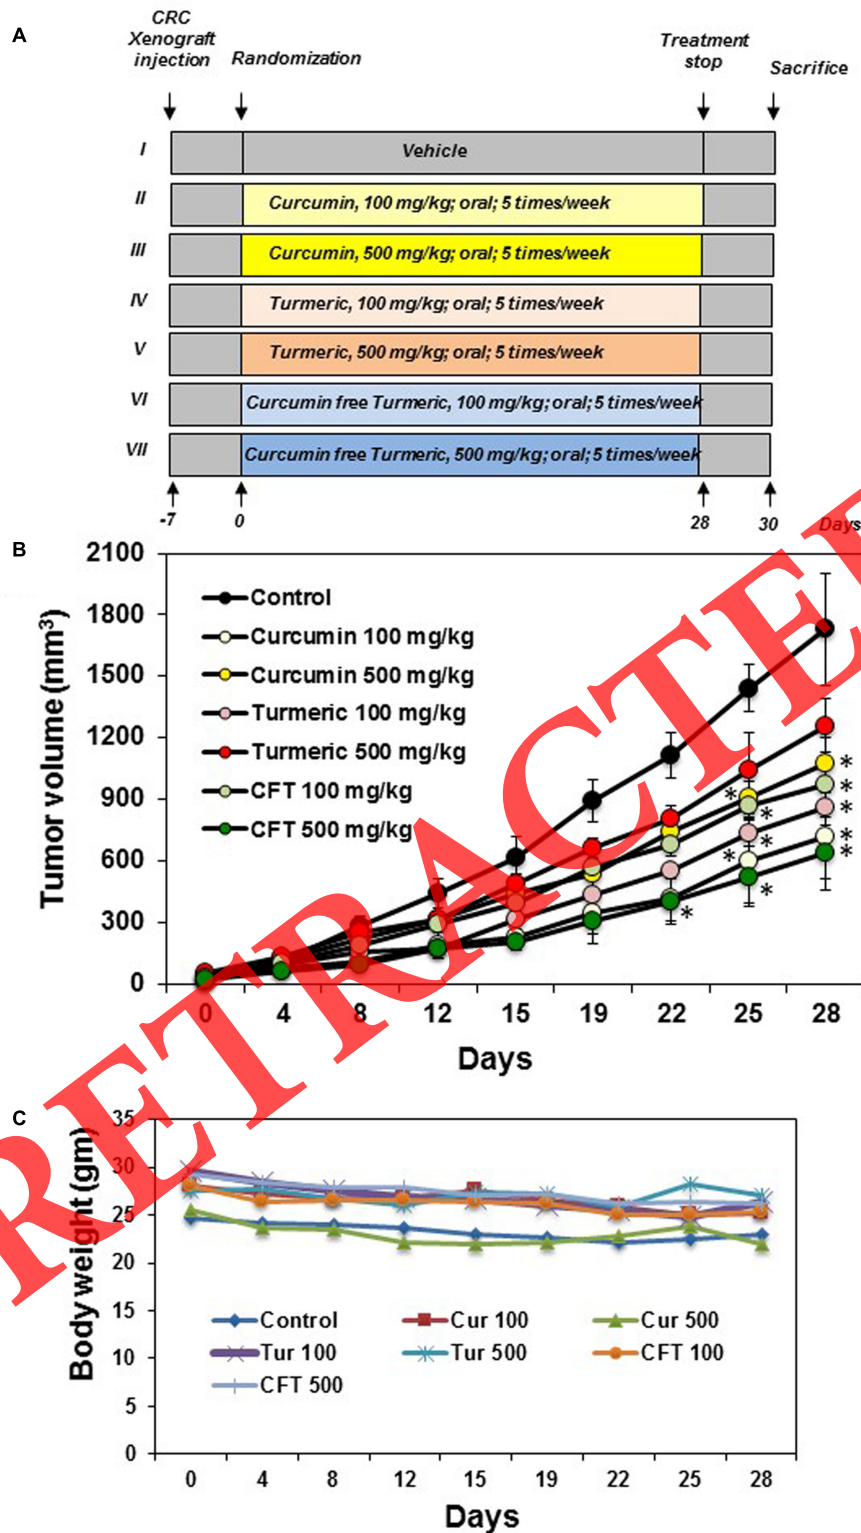 A
CRC
Xenograft
injection
Randomization
Treatment
stop
Sacrifice
I
Vehicle
II
Curcumin, 100 mg/kg; oral; 5 times/week
III
Curcumin, 500 mg/kg; oral; 5 times/week
IV
Turmeric, 100 mg/kg; oral; 5 times/week
V
Turmeric, 500 mg/kg; oral; 5 times/week
VI
Curcumin free Turmeric, 100 mg/kg; oral; 5 times/week
VII
Curcumin free Turmeric, 500 mg/kg; oral; 5 times/week
-7
0
28
30
Days
B
Tumor volume (mm³)
2100
1800
1500
1200
900
600
300
0
Control
Curcumin 100 mg/kg
Curcumin 500 mg/kg
Turmeric 100 mg/kg
Turmeric 500 mg/kg
CFT 100 mg/kg
CFT 500 mg/kg
* * * * * * * * * * *
0 4 8 12 15 19 22 25 28
Days
RETRACTE
C
Body weight (gm)
35
30
25
20
15
10
5
0
Control Cur 100 Cur 500
Tur 100 Tur 500 CFT 100
CFT 500
0 4 8 12 15 19 22 25 28
Days